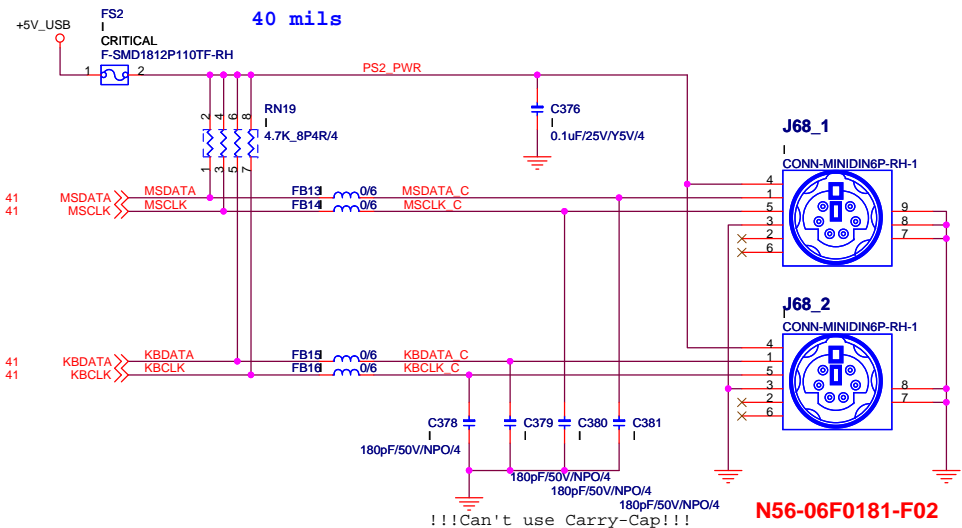 FS2
I
CRITICAL
F-SMD1812P110TF-RH
40 mils
+5V_USB
1
2
PS2_PWR
2 4 6 8
RN19
I
4.7K_8P4R/4
1 3 5 7
C376
I
0.1uF/25V/Y5V/4
J68_1
I
CONN-MINIDIN6P-RH-1
4
1
5
3
2
6
9
8
7
41 MSDATA MSDATA FB13 I 0/6 MSDATA_C
41 MSCLK MSCLK FB14 I 0/6 MSCLK_C
J68_2
I
CONN-MINIDIN6P-RH-1
4
1
5
3
2
6
8
7
41 KBDATA KBDATA FB15 I 0/6 KBDATA_C
41 KBCLK KBCLK FB16 I 0/6 KBCLK_C
C378
I
180pF/50V/NPO/4
C379
I
180pF/50V/NPO/4
C380
I
180pF/50V/NPO/4
C381
I
180pF/50V/NPO/4
!!!Can't use Carry-Cap!!!
N56-06F0181-F02